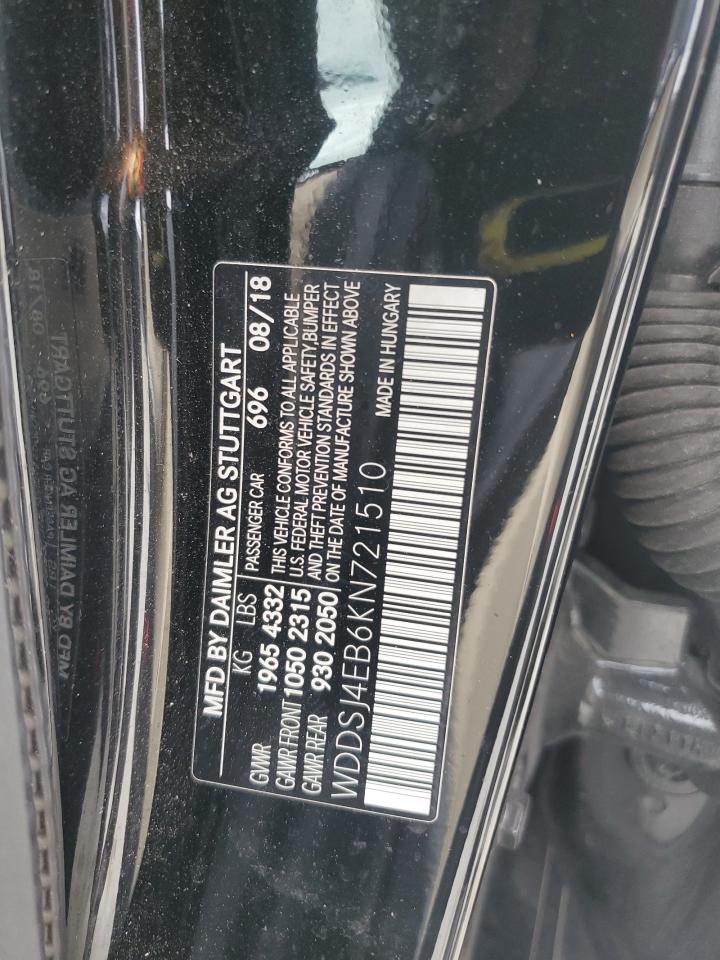 MFD BY DAIMLER AG STUTTGART
KG LBS PASSENGER CAR 696 08/18
GVWR 1965 4332 THIS VEHICLE CONFORMS TO ALL APPLICABLE
GAWR FRONT 1050 2315 U.S. FEDERAL MOTOR VEHICLE SAFETY,BUMPER
GAWR REAR 930 2050 AND THEFT PREVENTION STANDARDS IN EFFECT
ON THE DATE OF MANUFACTURE SHOWN ABOVE
WDDSJ4EB6KN721510 MADE IN HUNGARY